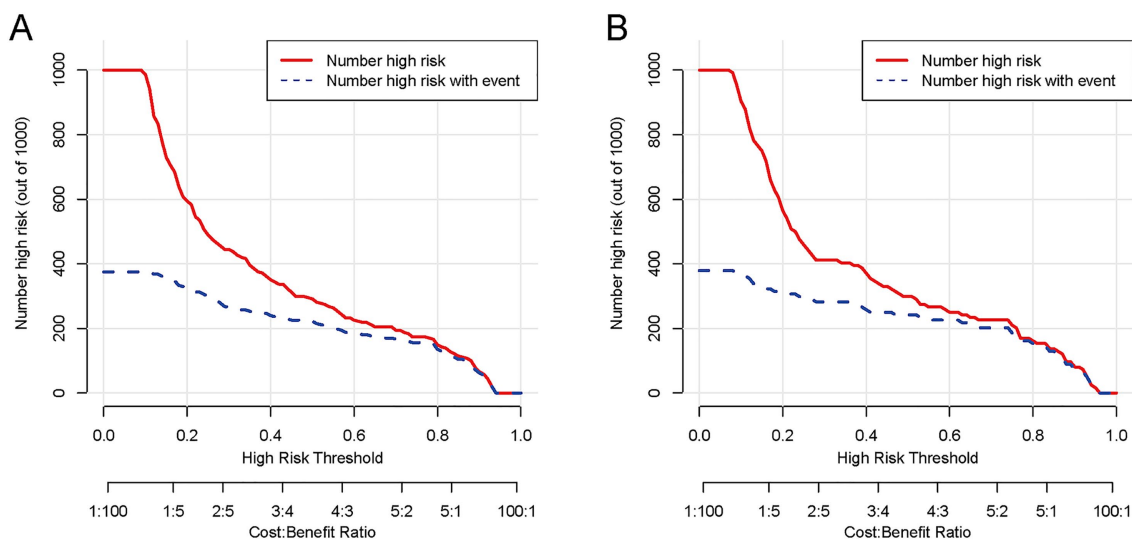 A
Number high risk
Number high risk with event
Number high risk (out of 1000)
1000
800
600
400
200
0
0.0 0.2 0.4 0.6 0.8 1.0
High Risk Threshold
1:100 1:5 2:5 3:4 4:3 5:2 5:1 100:1
Cost:Benefit Ratio
B
Number high risk
Number high risk with event
Number high risk (out of 1000)
1000
800
600
400
200
0
0.0 0.2 0.4 0.6 0.8 1.0
High Risk Threshold
1:100 1:5 2:5 3:4 4:3 5:2 5:1 100:1
Cost:Benefit Ratio